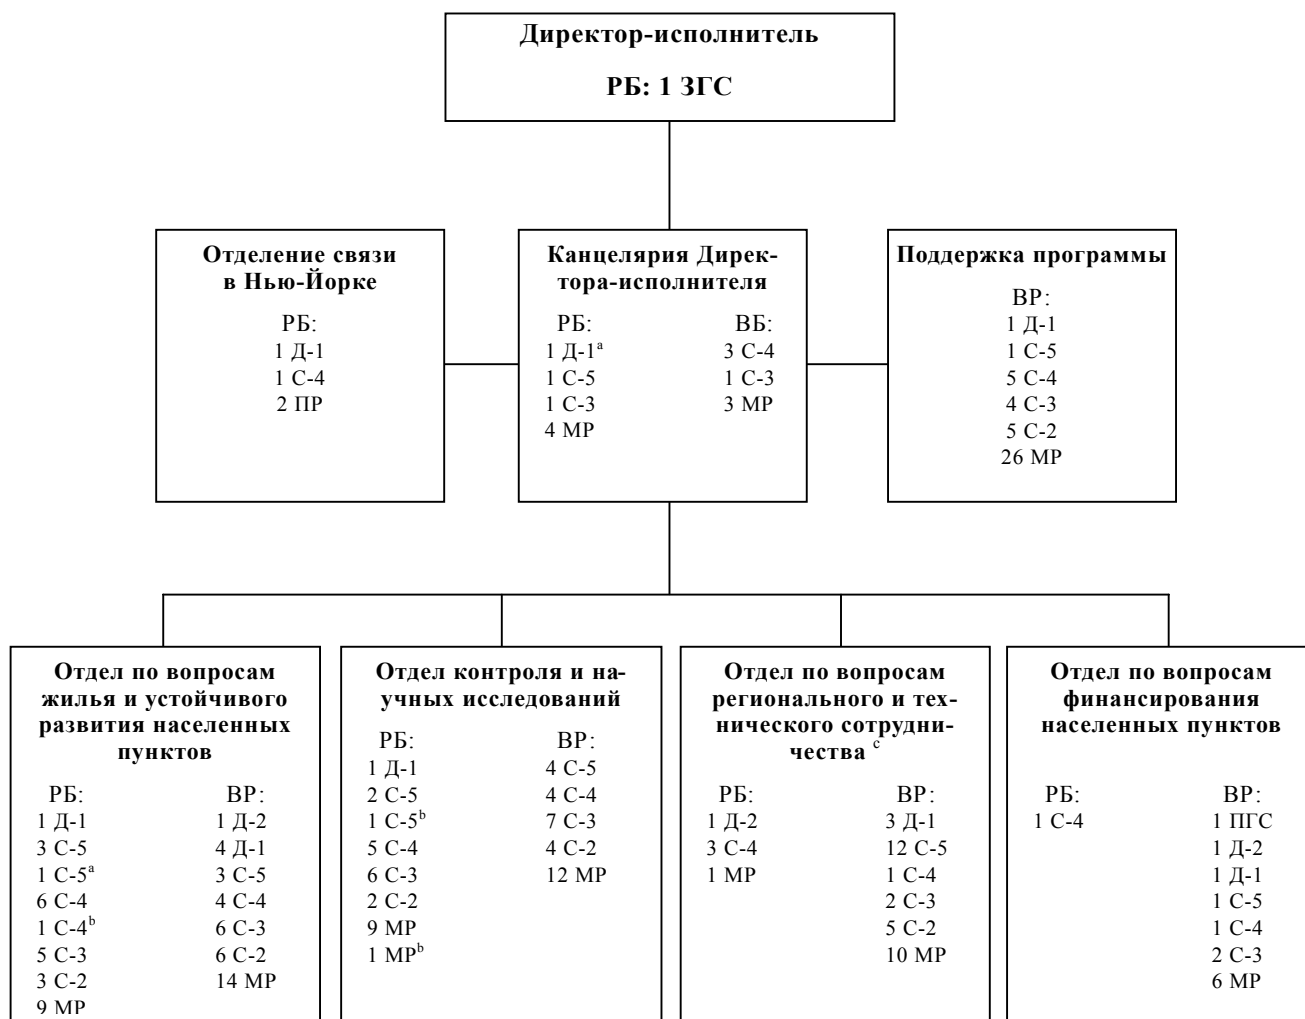 Директор-исполнитель
РБ: 1 ЗГС
Отделение связи
в Нью-Йорке
РБ:
1 Д-1
1 С-4
2 ПР
Канцелярия Дирек-
тора-исполнителя
РБ: ВБ:
1 Д-1a 3 С-4
1 С-5 1 С-3
1 С-3 3 МР
4 МР
Поддержка программы
ВР:
1 Д-1
1 С-5
5 С-4
4 С-3
5 С-2
26 МР
Отдел по вопросам
жилья и устойчивого
развития населенных
пунктов
РБ: ВР:
1 Д-1 1 Д-2
3 С-5 4 Д-1
1 С-5a 3 С-5
6 С-4 4 С-4
1 С-4b 6 С-3
5 С-3 6 С-2
3 С-2 14 МР
9 МР
Отдел контроля и на-
учных исследований
РБ: ВР:
1 Д-1 4 С-5
2 С-5 4 С-4
1 С-5b 7 С-3
5 С-4 4 С-2
6 С-3 12 МР
2 С-2
9 МР
1 МРb
Отдел по вопросам
регионального и тех-
нического сотрудни-
чества c
РБ: ВР:
1 Д-2 3 Д-1
3 С-4 12 С-5
1 МР 1 С-4
2 С-3
5 С-2
10 МР
Отдел по вопросам
финансирования
населенных пунктов
РБ: ВР:
1 С-4 1 ПГС
1 Д-2
1 Д-1
1 С-5
1 С-4
2 С-3
6 МР